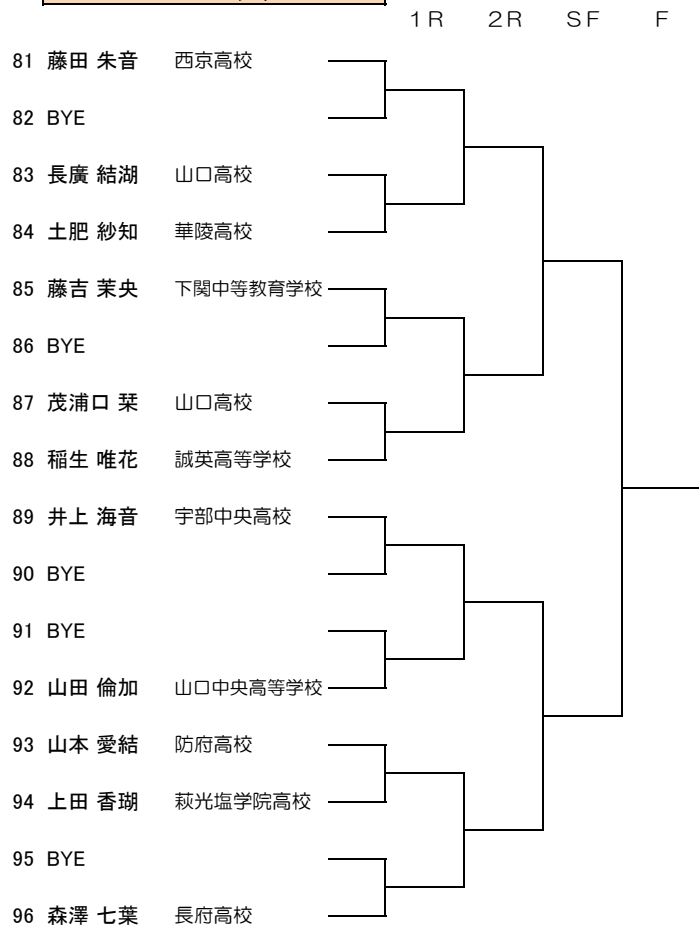 1R 2R SF F
81 藤田 朱音 西京高校
82 BYE
83 長廣 結湖 山口高校
84 土肥 紗知 華陵高校
85 藤吉 茉央 下関中等教育学校
86 BYE
87 茂浦口 栞 山口高校
88 稲生 唯花 誠英高等学校
89 井上 海音 宇部中央高校
90 BYE
91 BYE
92 山田 倫加 山口中央高等学校
93 山本 愛結 防府高校
94 上田 香瑚 萩光塩学院高校
95 BYE
96 森澤 七葉 長府高校